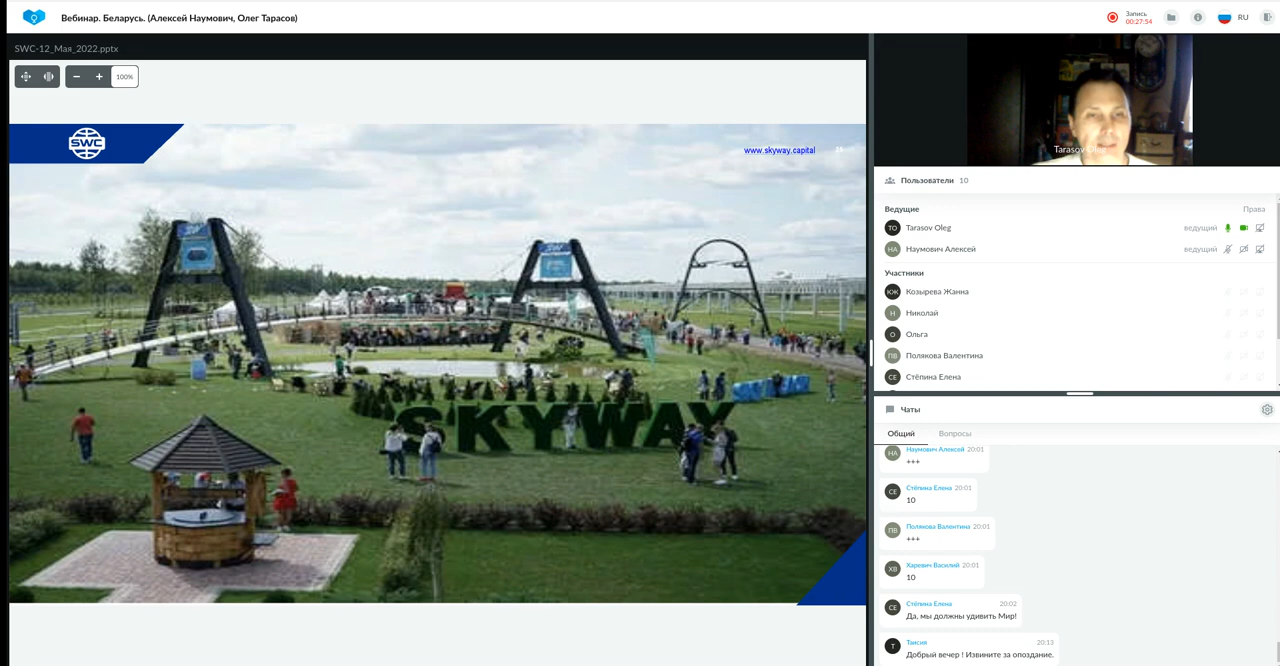 Вебинар. Беларусь. (Алексей Наумович, Олег Тарасов)
Запись
00:27:54
RU
SWC-12_Мая_2022.pptx
100%
SWC
www.skyway.capital
SKYWAY
Tarasov Oleg
Пользователи 10
Ведущие
Права
ТО
Tarasov Oleg
ведущий
НА
Наумович Алексей
ведущий
Участники
КЖ
Козырева Жанна
Н
Николай
О
Ольга
ПВ
Полякова Валентина
СЕ
Стёпина Елена
Чаты
Общий
Вопросы
НА
Наумович Алексей 20:01
+++
СЕ
Стёпина Елена 20:01
10
ПВ
Полякова Валентина 20:01
+++
ХВ
Харевич Василий 20:01
10
СЕ
Стёпина Елена 20:02
Да, мы должны удивить Мир!
Т
Таисия 20:13
Добрый вечер ! Извините за опоздание.